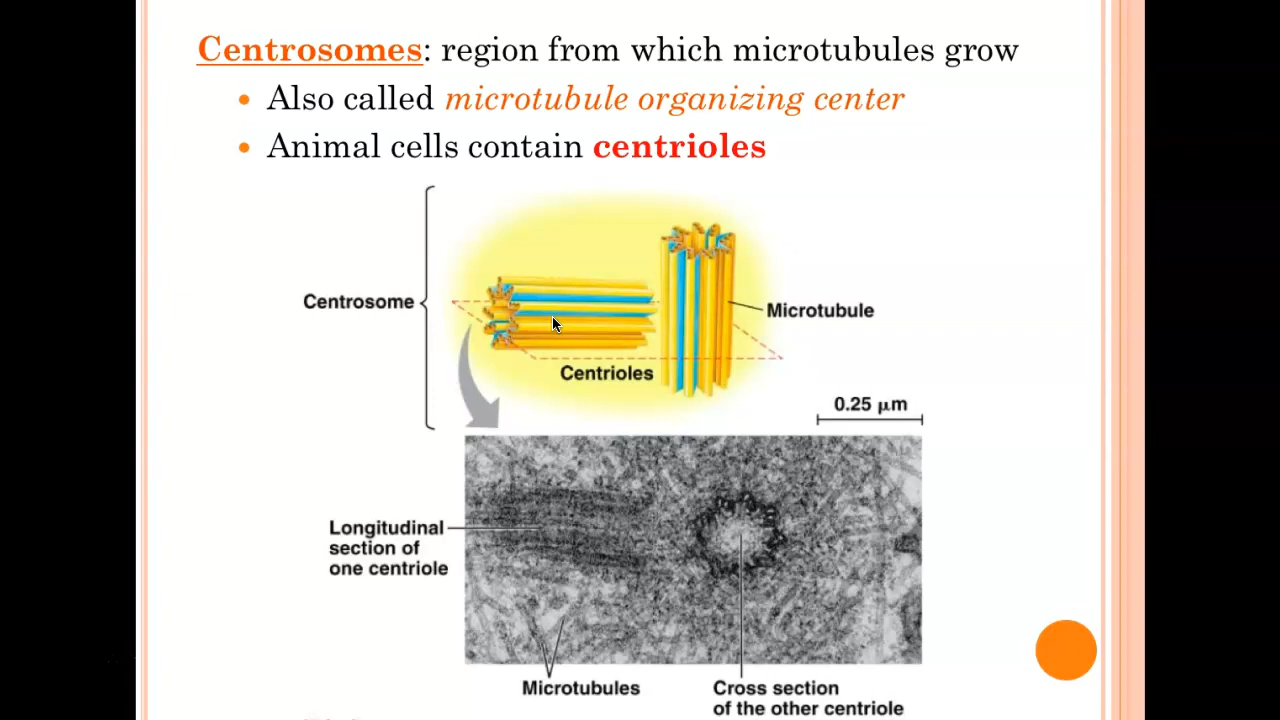 Centrosomes: region from which microtubules grow
• Also called microtubule organizing center
• Animal cells contain centrioles
Centrosome
Microtubule
Centrioles
0.25 µm
Longitudinal
section of
one centriole
Microtubules
Cross section
of the other centriole